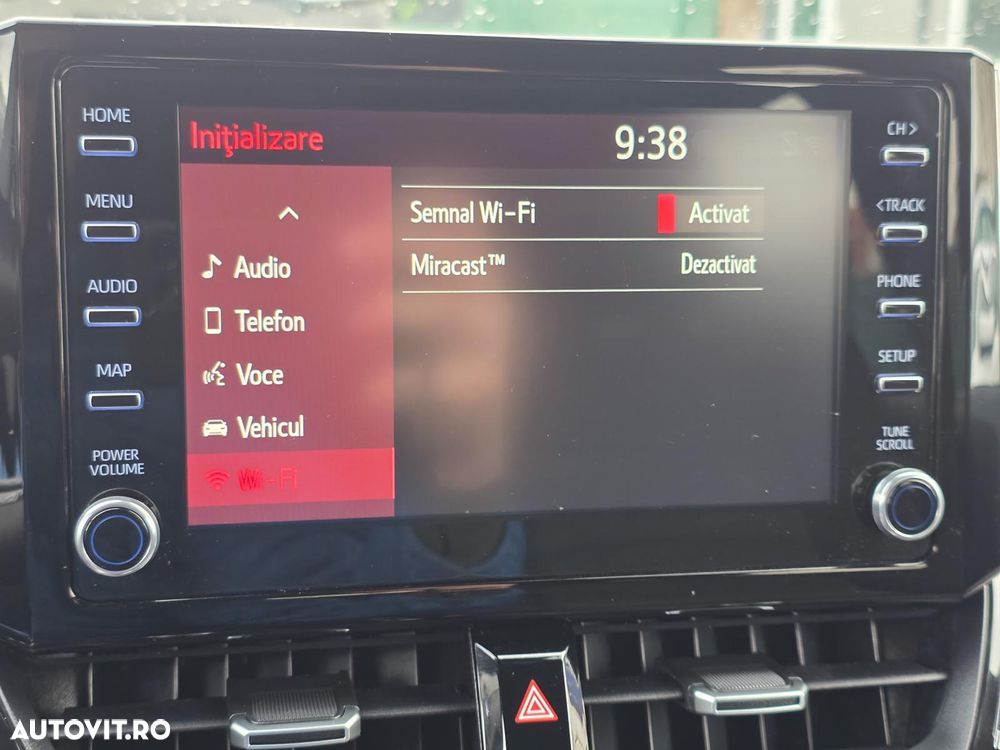 HOME
MENU
AUDIO
MAP
POWER
VOLUME
Inițializare
9:38
Audio
Telefon
Voce
Vehicul
Wi-Fi
Semnal Wi-Fi Activat
Miracast™ Dezactivat
CH >
< TRACK
PHONE
SETUP
TUNE
SCROLL
AUTOVIT.RO